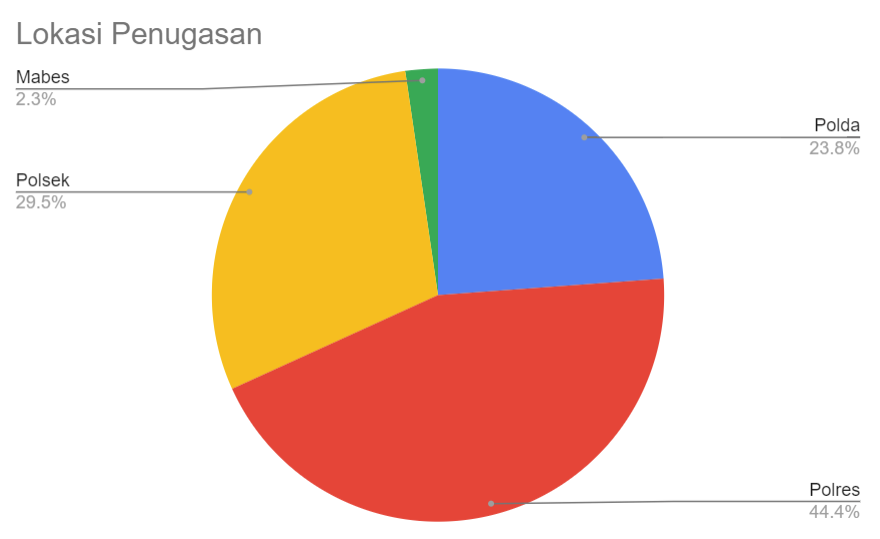 Lokasi Penugasan
Mabes
2.3%
Polda
23.8%
Polsek
29.5%
Polres
44.4%